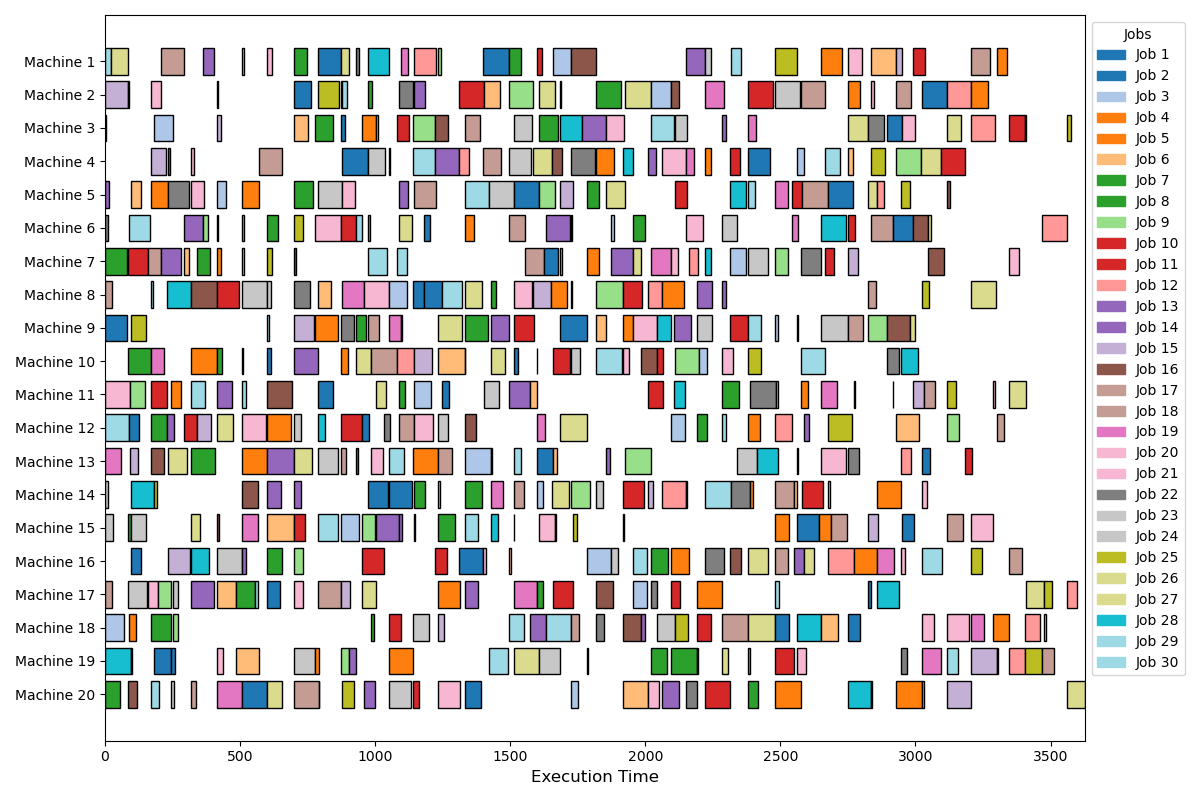 Machine 1
Machine 2
Machine 3
Machine 4
Machine 5
Machine 6
Machine 7
Machine 8
Machine 9
Machine 10
Machine 11
Machine 12
Machine 13
Machine 14
Machine 15
Machine 16
Machine 17
Machine 18
Machine 19
Machine 20
0 500 1000 1500 2000 2500 3000 3500
Execution Time
Jobs
Job 1
Job 2
Job 3
Job 4
Job 5
Job 6
Job 7
Job 8
Job 9
Job 10
Job 11
Job 12
Job 13
Job 14
Job 15
Job 16
Job 17
Job 18
Job 19
Job 20
Job 21
Job 22
Job 23
Job 24
Job 25
Job 26
Job 27
Job 28
Job 29
Job 30